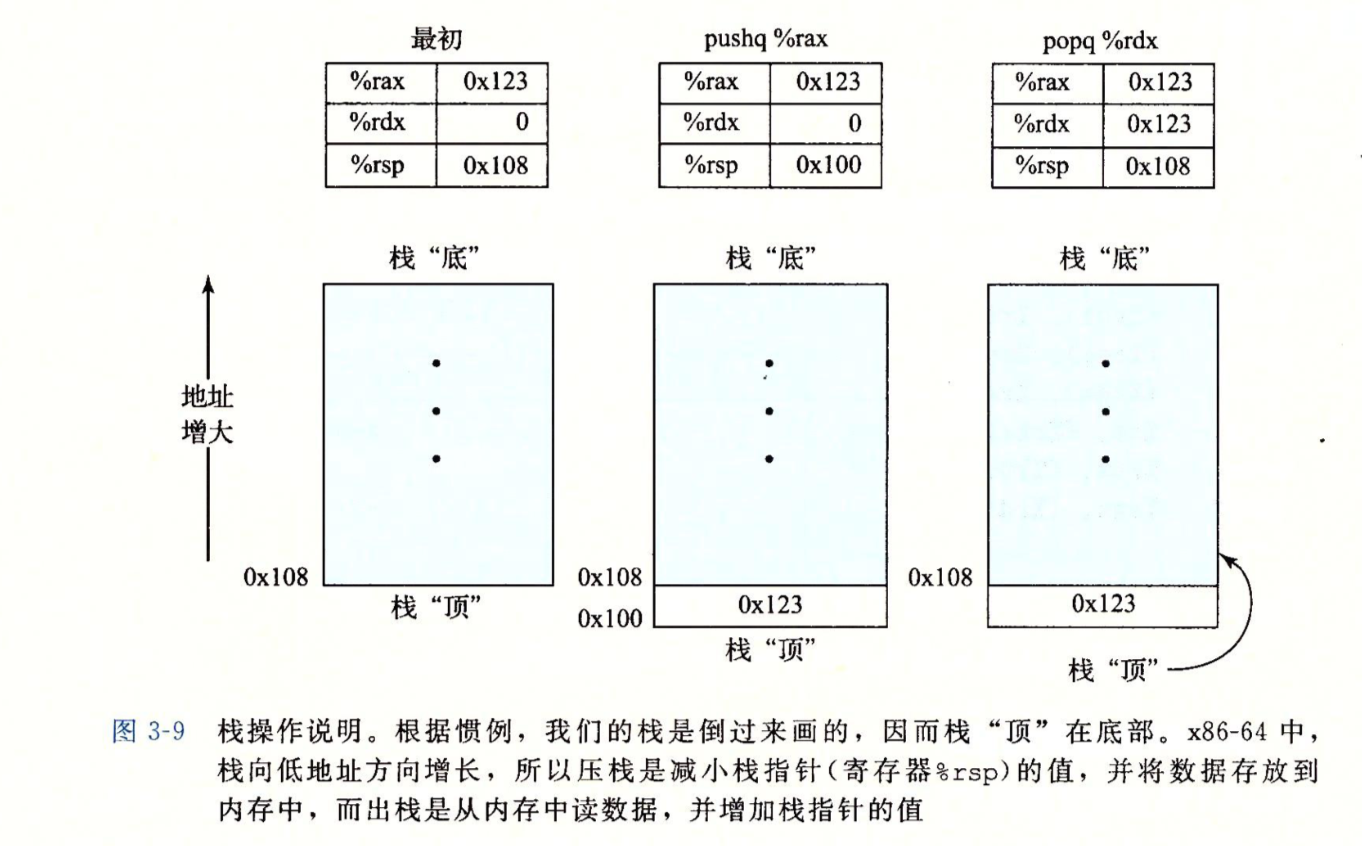 最初 pushq %rax popq %rdx
%rax 0x123 %rax 0x123 %rax 0x123
%rdx 0 %rdx 0 %rdx 0x123
%rsp 0x108 %rsp 0x100 %rsp 0x108
栈“底” 栈“底” 栈“底”
地址
增大
0x108 0x108 0x108
栈“顶” 0x123 0x123
0x100
栈“顶” 栈“顶”
图 3-9 栈操作说明。根据惯例，我们的栈是倒过来画的，因而栈“顶”在底部。x86-64 中，
栈向低地址方向增长，所以压栈是减小栈指针(寄存器%rsp)的值，并将数据存放到
内存中，而出栈是从内存中读数据，并增加栈指针的值